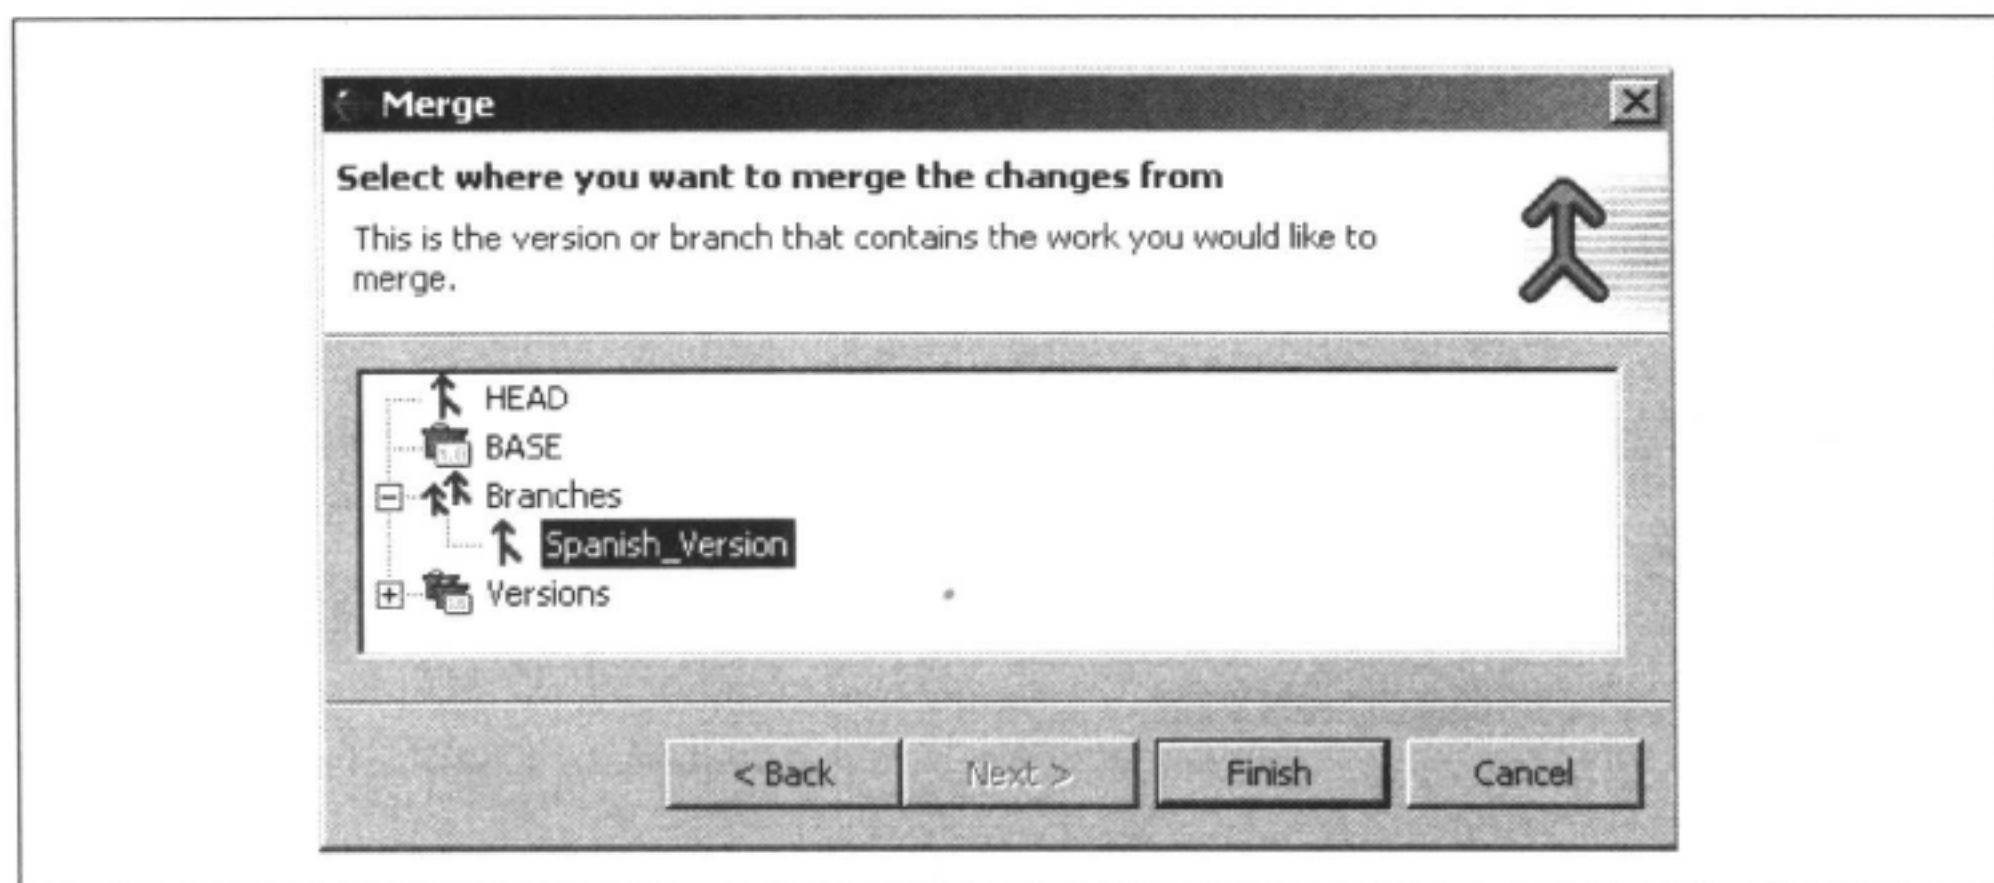 Merge
Select where you want to merge the changes from
This is the version or branch that contains the work you would like to
merge.
HEAD
BASE
Branches
Spanish_Version
Versions
< Back
Next >
Finish
Cancel